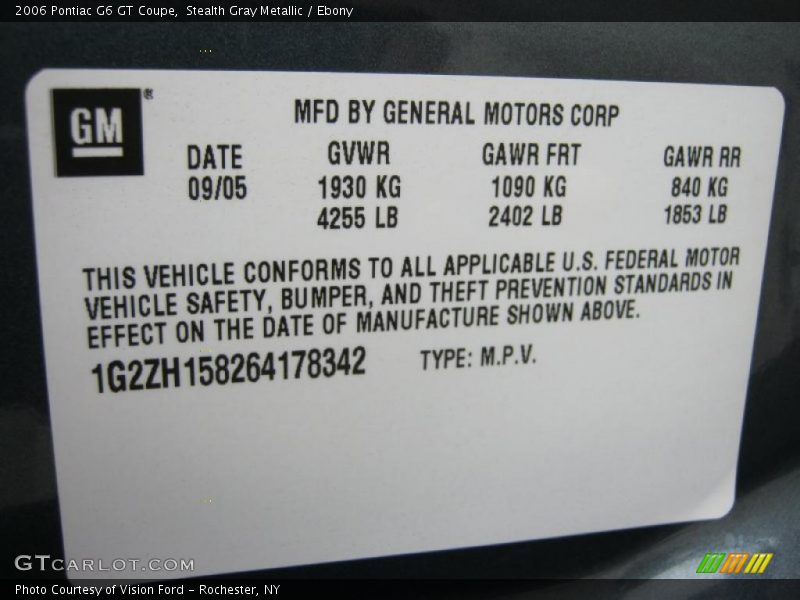 2006 Pontiac G6 GT Coupe, Stealth Gray Metallic / Ebony
GM®
MFD BY GENERAL MOTORS CORP
DATE GVWR GAWR FRT GAWR RR
09/05 1930 KG 1090 KG 840 KG
4255 LB 2402 LB 1853 LB
THIS VEHICLE CONFORMS TO ALL APPLICABLE U.S. FEDERAL MOTOR
VEHICLE SAFETY, BUMPER, AND THEFT PREVENTION STANDARDS IN
EFFECT ON THE DATE OF MANUFACTURE SHOWN ABOVE.
1G2ZH158264178342 TYPE: M.P.V.
GTCARLOT.COM
Photo Courtesy of Vision Ford - Rochester, NY